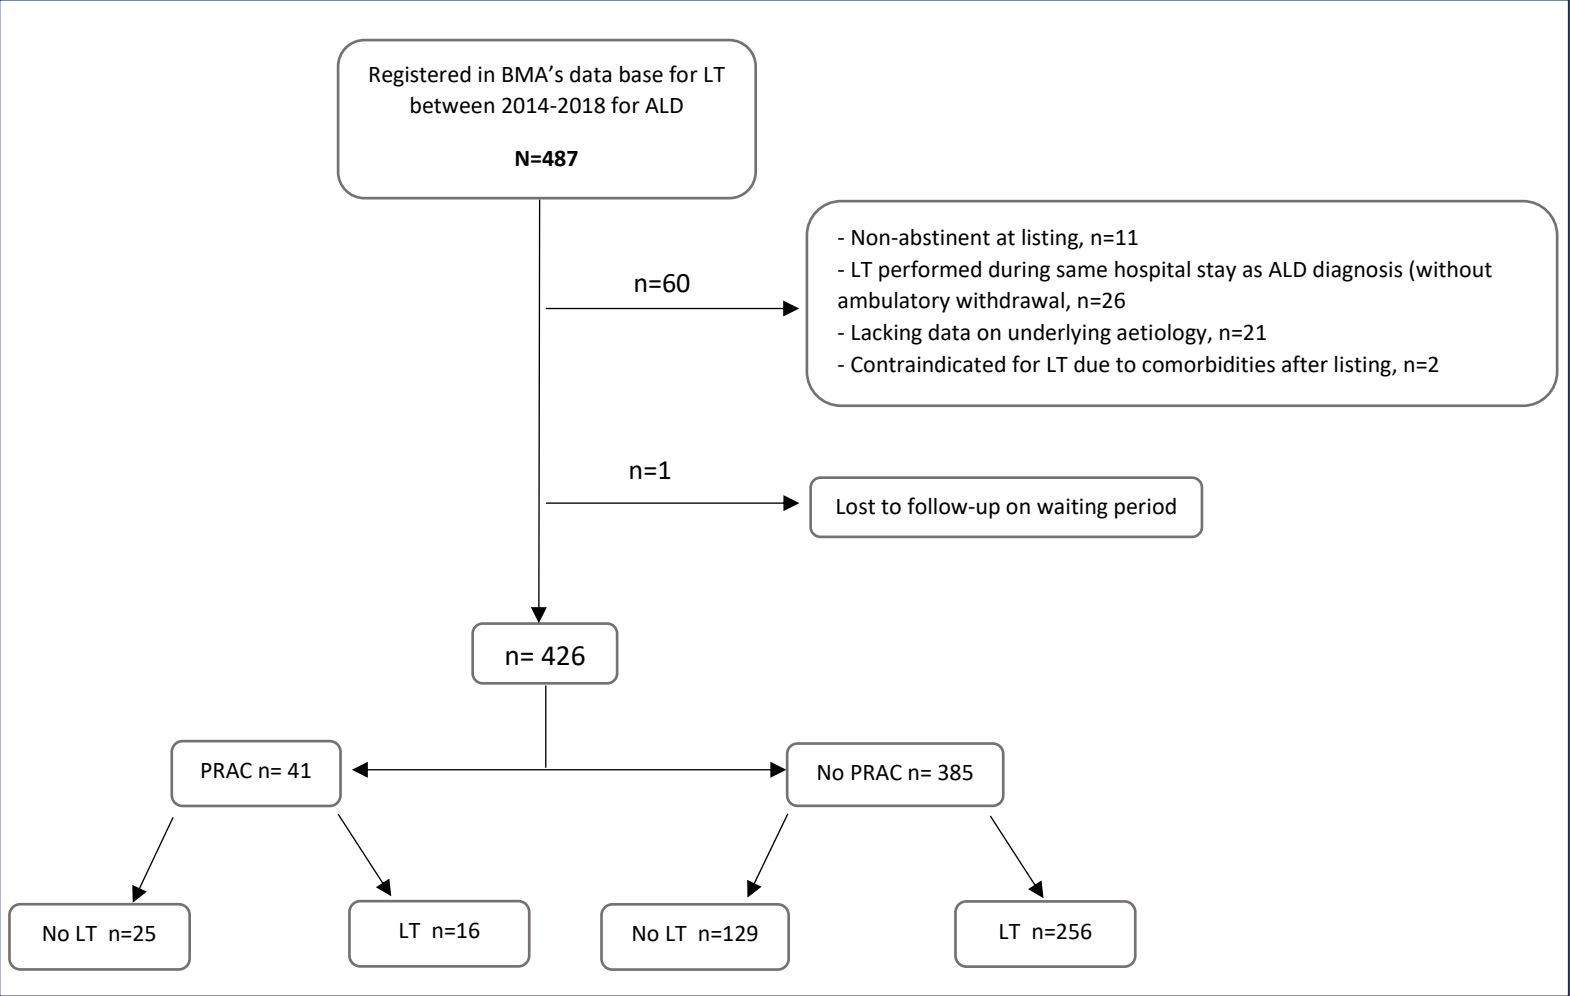 Registered in BMA’s data base for LT
between 2014-2018 for ALD
N=487
n=60
- Non-abstinent at listing, n=11
- LT performed during same hospital stay as ALD diagnosis (without
ambulatory withdrawal, n=26
- Lacking data on underlying aetiology, n=21
- Contraindicated for LT due to comorbidities after listing, n=2
n=1
Lost to follow-up on waiting period
n= 426
PRAC n= 41
No PRAC n= 385
No LT n=25
LT n=16
No LT n=129
LT n=256